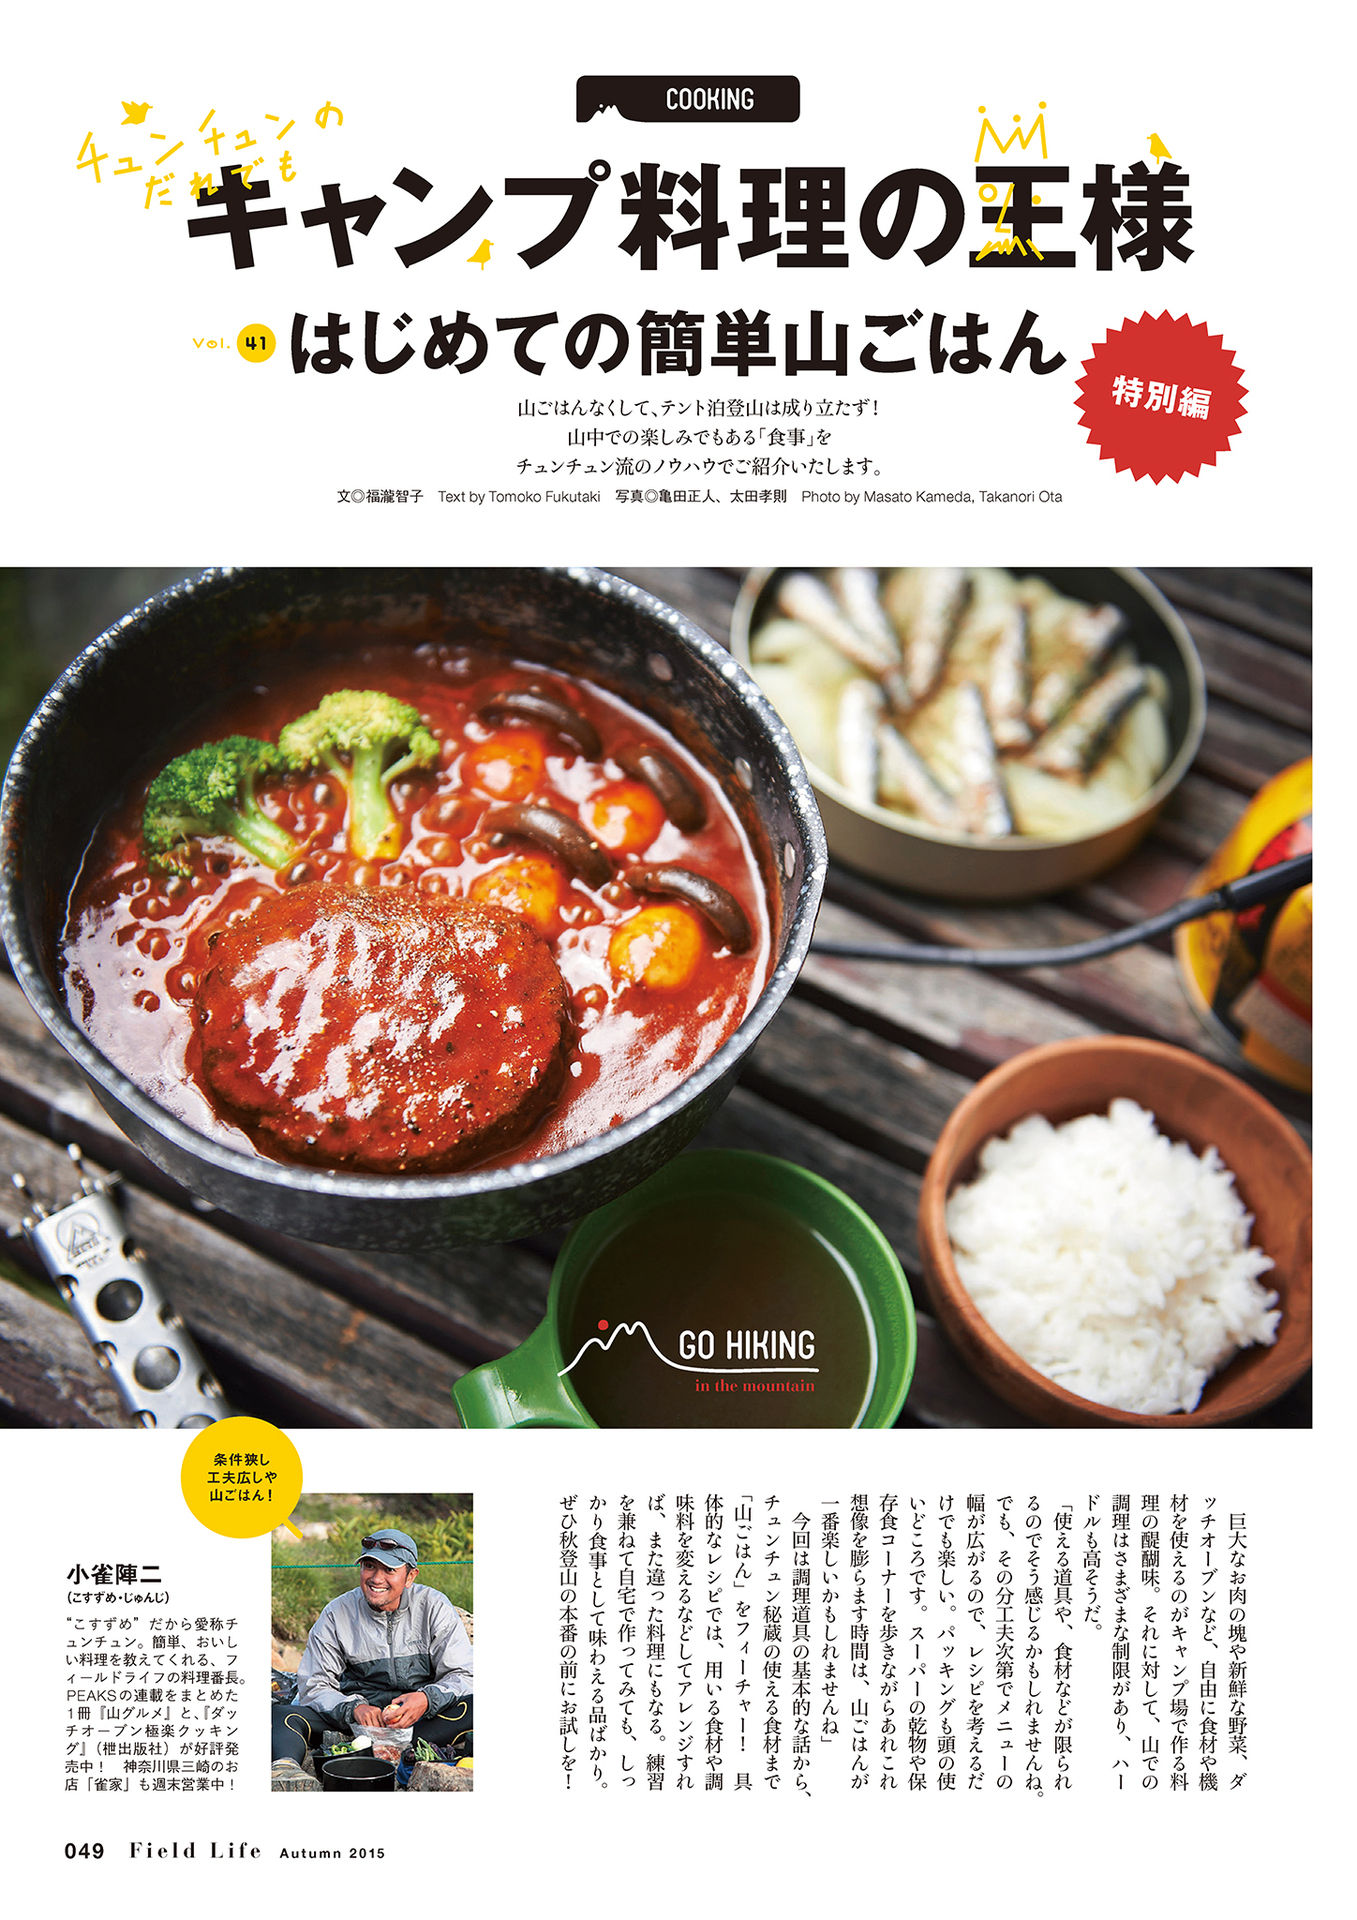 COOKING
チュンチュンの
だれでも
キャンプ料理の王様
Vol. 41 はじめての簡単山ごはん
特別編
山ごはんなくして、テント泊登山は成り立たず!
山中での楽しみでもある「食事」を
チュンチュン流のノウハウでご紹介いたします。
文◎福瀧智子 Text by Tomoko Fukutaki 写真◎亀田正人、太田孝則 Photo by Masato Kameda, Takanori Ota
GO HIKING
in the mountain
巨大なお肉の塊や新鮮な野菜、ダ
ッチオーブンなど、自由に食材や機
材を使えるのがキャンプ場で作る料
理の醍醐味。それに対して、山での
調理はさまざまな制限があり、ハー
ドルも高そうだ。
「使える道具や、食材などが限られ
るのでそう感じるかもしれませんね。
でも、その分工夫次第でメニューの
幅が広がるので、レシピを考えるだ
けでも楽しい。パッキングも頭の使
いどころです。スーパーの乾物や保
存食コーナーを歩きながらあれこれ
想像を膨らます時間は、山ごはんが
一番楽しいかもしれませんね」
今回は調理道具の基本的な話から、
チュンチュン秘蔵の使える食材まで
「山ごはん」をフィーチャー! 具
体的なレシピでは、用いる食材や調
味料を変えるなどしてアレンジすれ
ば、また違った料理にもなる。練習
を兼ねて自宅で作ってみても、しっ
かり食事として味わえる品ばかり。
ぜひ秋登山の本番の前にお試しを!
条件狭し
工夫広しや
山ごはん!
小雀陣二
(こすずめ・じゅんじ)
“こすずめ”だから愛称チ
ュンチュン。簡単、おいし
い料理を教えてくれる、フ
ィールドライフの料理番長。
PEAKSの連載をまとめた
1冊『山グルメ』と、『ダッ
チオーブン極楽クッキン
グ』(枻出版社)が好評発
売中! 神奈川県三崎のお
店「雀家」も週末営業中!
049 Field Life Autumn 2015